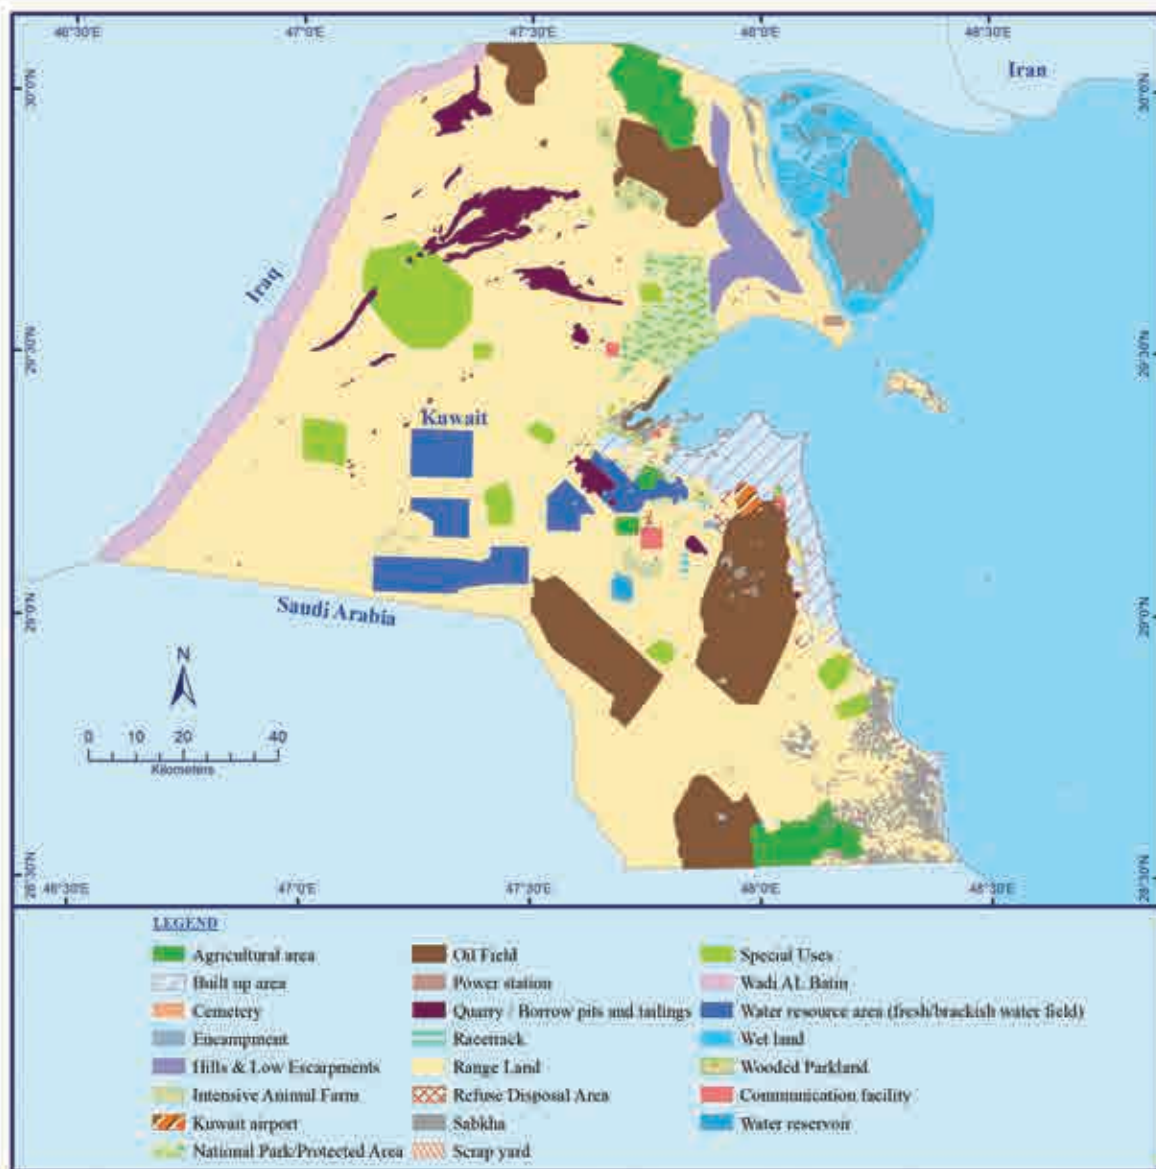 46°30'E 47°0'E 47°30'E 48°0'E 48°30'E
30°0'N
30°0'N
Iran
Iraq
29°30'N
29°30'N
Kawait
29°0'N
29°0'N
Saudi Arabia
N
0 10 20 40
Kilometers
28°30'N
28°30'N
46°30'E 47°0'E 47°30'E 48°0'E 48°30'E
LEGEND
Agricultural area
Built up area
Cemetery
Encampment
Hills & Low Escarpments
Intensive Animal Farm
Kuwait airport
National Park/Protected Area
Oil Field
Power station
Quarry / Borrow pits and tailings
Racetrack
Range Land
Refuse Disposal Area
Sabkha
Scrap yard
Special Uses
Wadi AL Batin
Water resource area (fresh/brackish water field)
Wet land
Wooded Parkland
Communication facility
Water reservoir